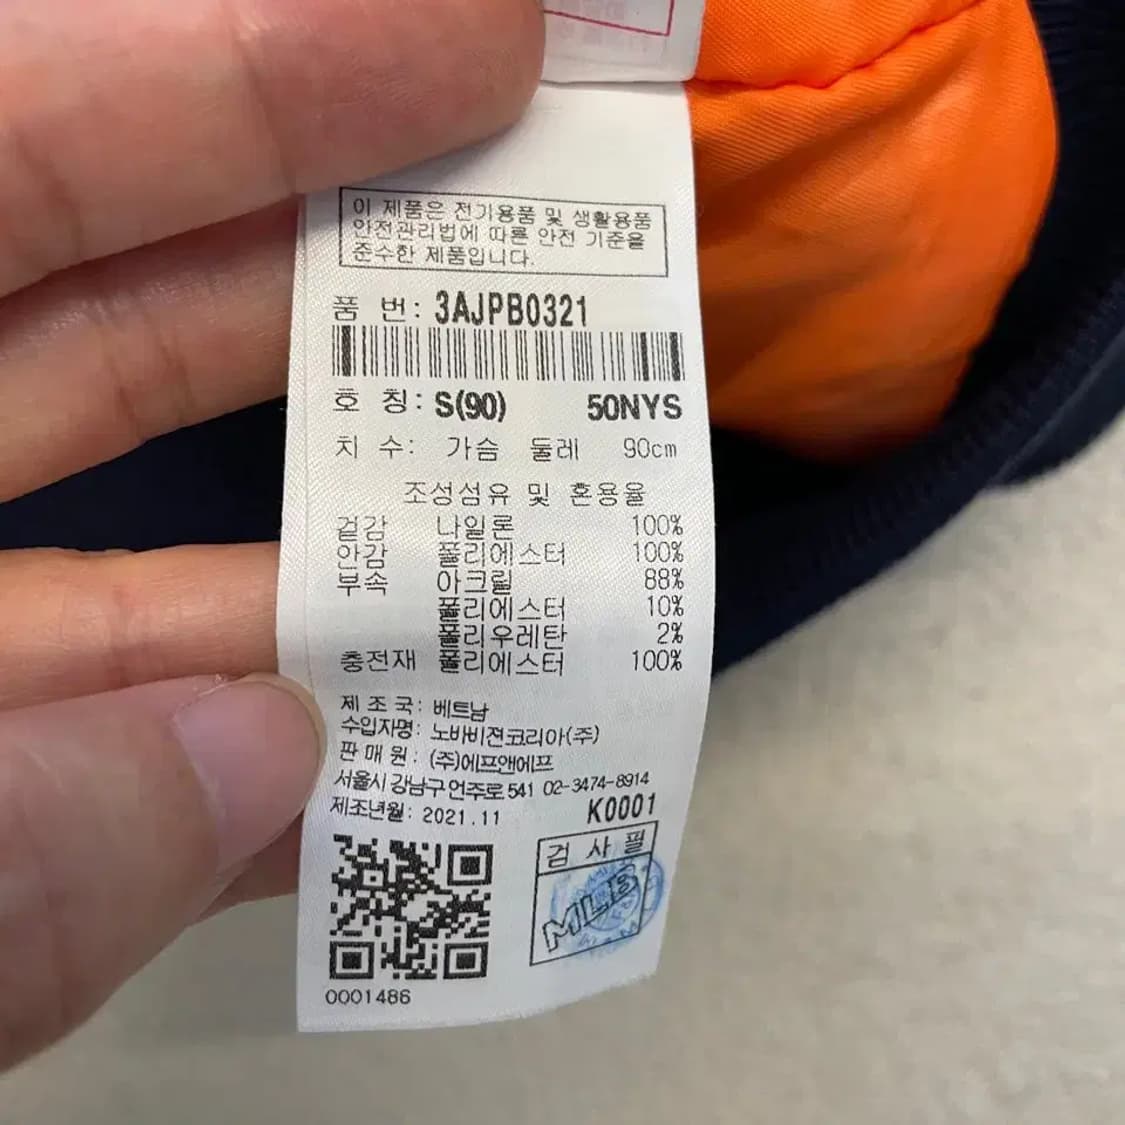 이 제품은 전기용품 및 생활용품
안전관리법에 따른 안전 기준을
준수한 제품입니다.
품 번: 3AJPB0321
호 칭: S(90) 50NYS
치 수: 가슴 둘레 90cm
조성섬유 및 혼용율
겉감 나일론 100%
안감 폴리에스터 100%
부속 아크릴 88%
폴리에스터 10%
폴리우레탄 2%
충전재 폴리에스터 100%
제 조 국: 베트남
수입자명: 노바비젼코리아(주)
판 매 원: (주)에프앤에프
서울시 강남구 언주로 541 02-3474-8914
제조년월: 2021.11 K0001
검 사 필
MLB
0001486